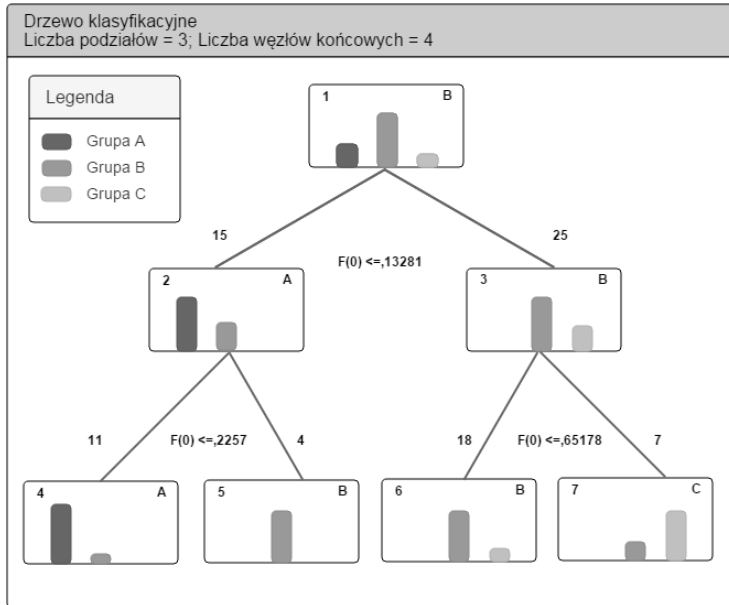 Drzewo klasyfikacyjne
Liczba podziałów = 3; Liczba węzłów końcowych = 4
Legenda
Grupa A
Grupa B
Grupa C
1 B
15 25
F(0) <=,13281
2 A 3 B
11 F(0) <=,2257 4 18 F(0) <=,65178 7
4 A 5 B 6 B 7 C